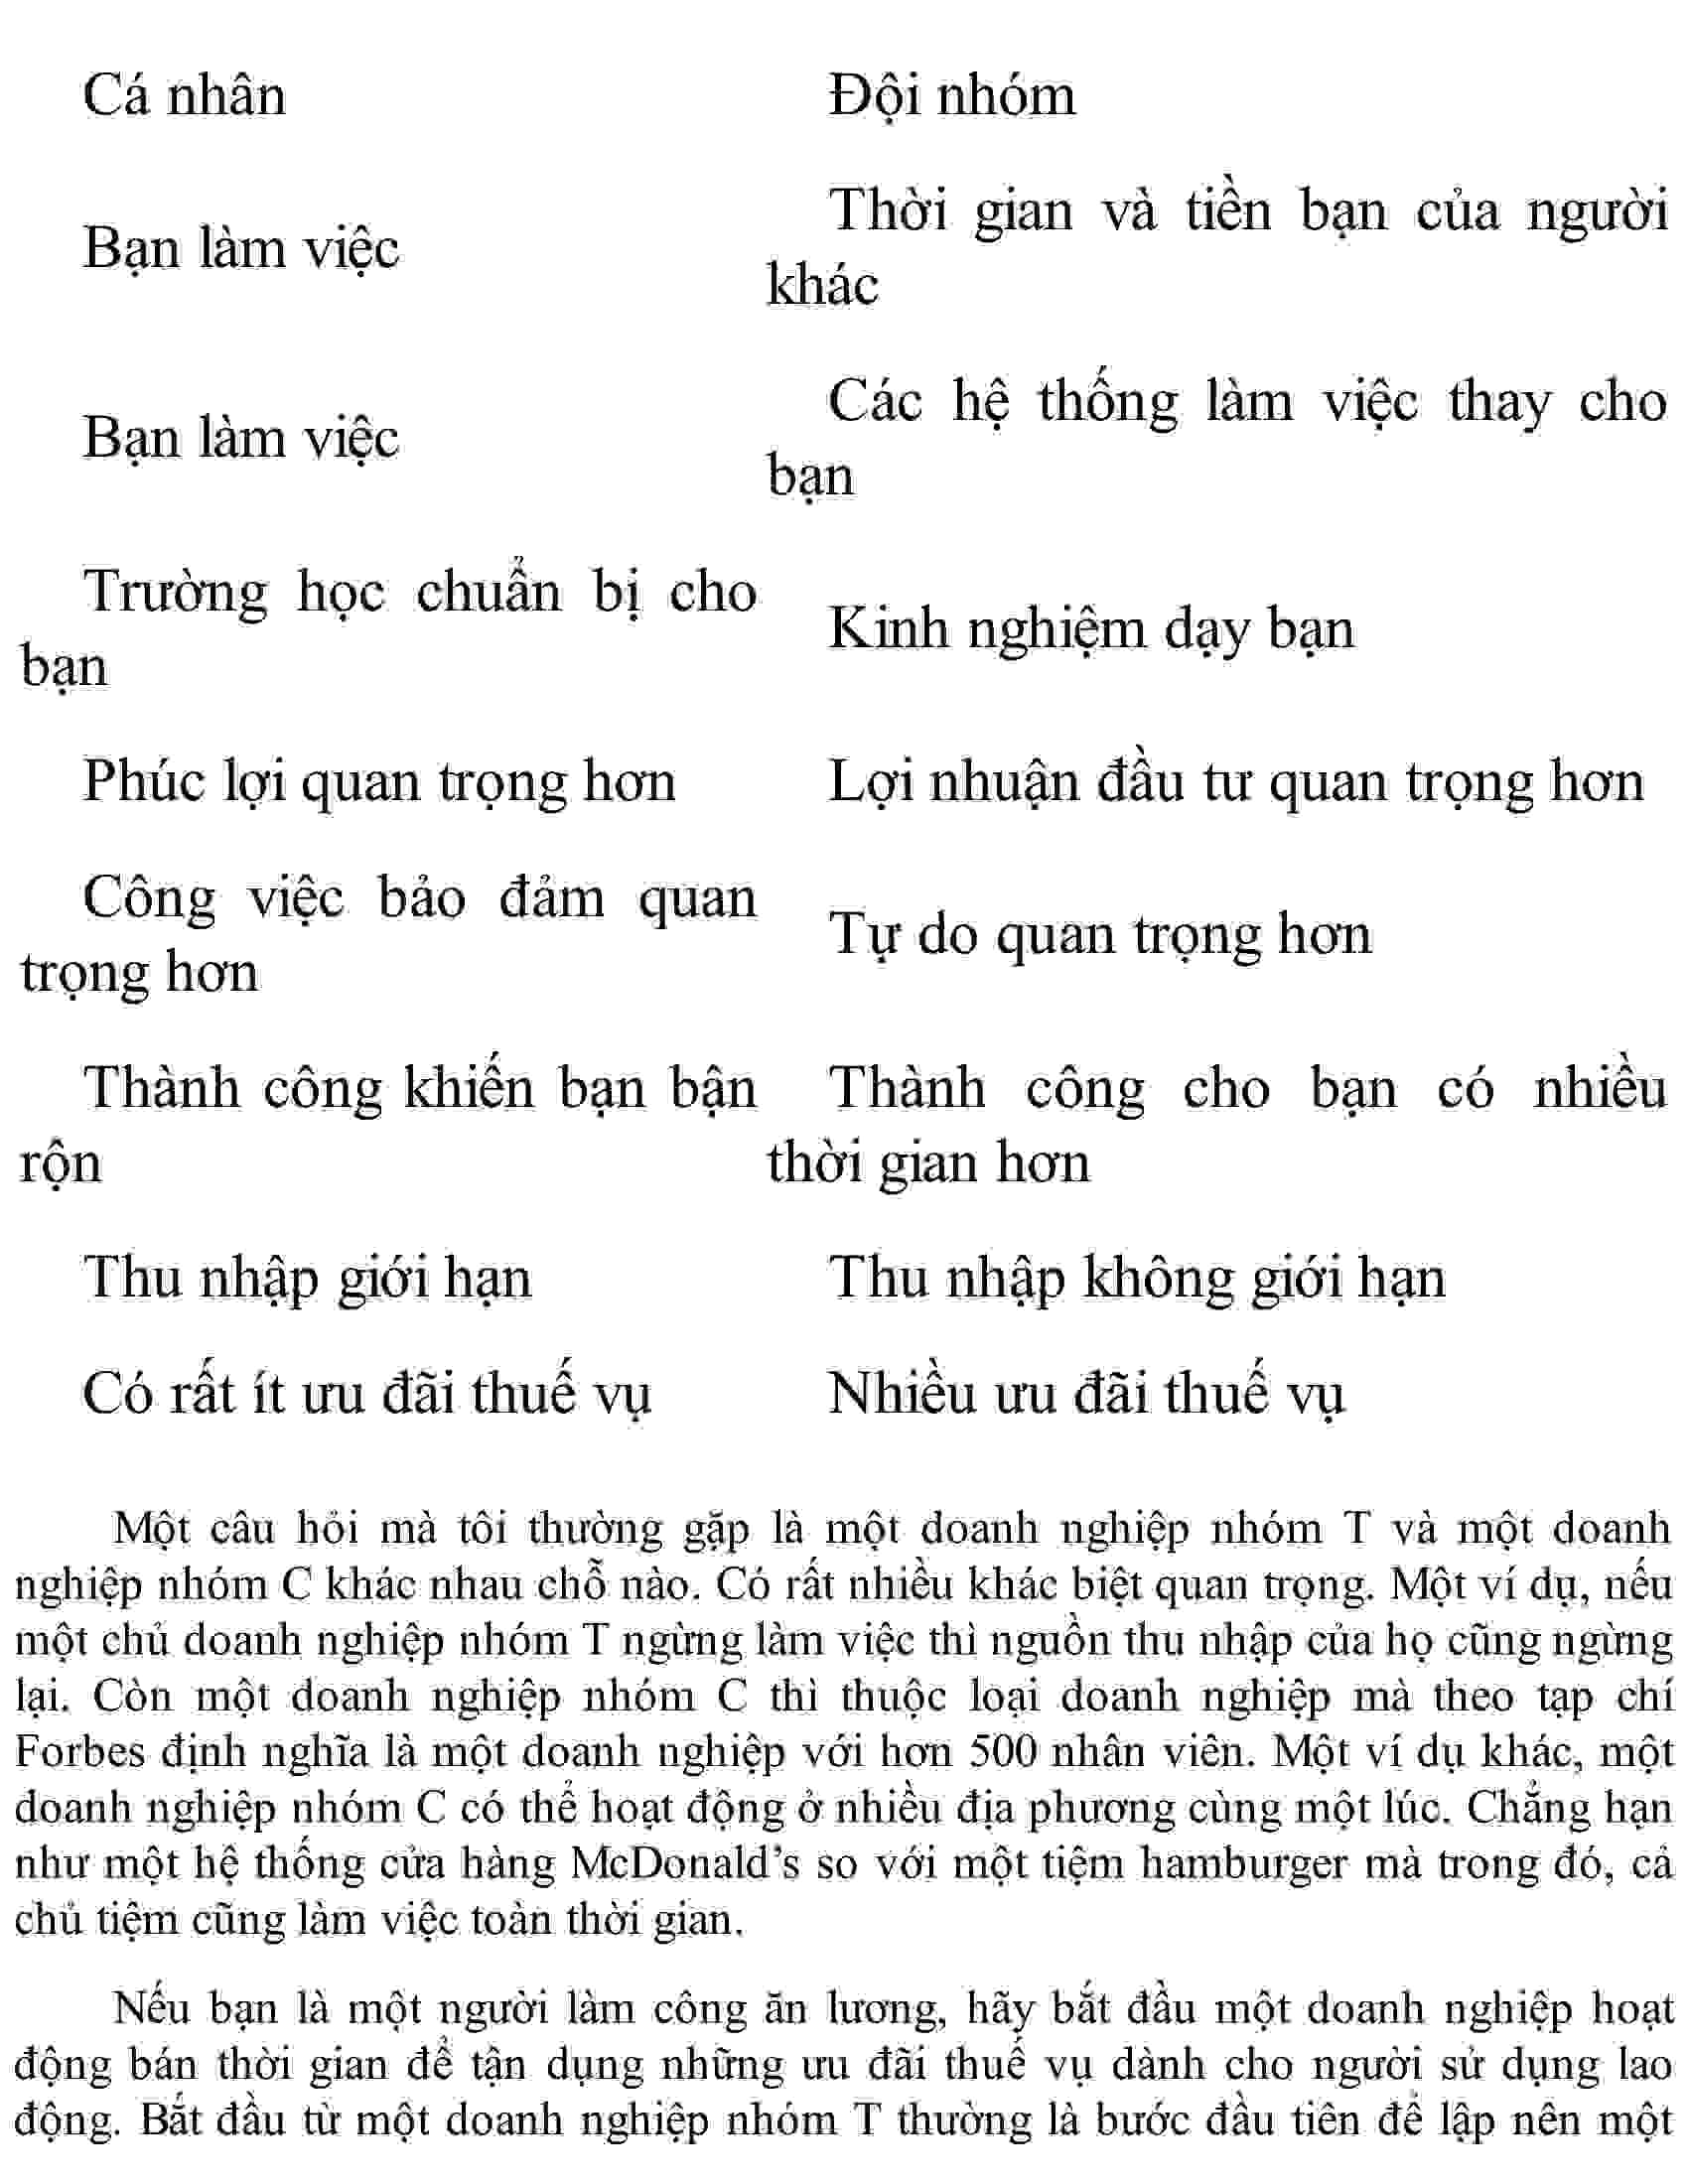 Cá nhân
Đội nhóm
Bạn làm việc
Thời gian và tiền bạn của người
khác
Bạn làm việc
Các hệ thống làm việc thay cho
bạn
Trường học chuẩn bị cho
bạn
Kinh nghiệm dạy bạn
Phúc lợi quan trọng hơn
Lợi nhuận đầu tư quan trọng hơn
Công việc bảo đảm quan
trọng hơn
Tự do quan trọng hơn
Thành công khiến bạn bận
rộn
Thành công cho bạn có nhiều
thời gian hơn
Thu nhập giới hạn
Thu nhập không giới hạn
Có rất ít ưu đãi thuế vụ
Nhiều ưu đãi thuế vụ
Một câu hỏi mà tôi thường gặp là một doanh nghiệp nhóm T và một doanh
nghiệp nhóm C khác nhau chỗ nào. Có rất nhiều khác biệt quan trọng. Một ví dụ, nếu
một chủ doanh nghiệp nhóm T ngừng làm việc thì nguồn thu nhập của họ cũng ngừng
lại. Còn một doanh nghiệp nhóm C thì thuộc loại doanh nghiệp mà theo tạp chí
Forbes định nghĩa là một doanh nghiệp với hơn 500 nhân viên. Một ví dụ khác, một
doanh nghiệp nhóm C có thể hoạt động ở nhiều địa phương cùng một lúc. Chẳng hạn
như một hệ thống cửa hàng McDonald's so với một tiệm hamburger mà trong đó, cả
chủ tiệm cũng làm việc toàn thời gian.
Nếu bạn là một người làm công ăn lương, hãy bắt đầu một doanh nghiệp hoạt
động bán thời gian để tận dụng những ưu đãi thuế vụ dành cho người sử dụng lao
động. Bắt đầu từ một doanh nghiệp nhóm T thường là bước đầu tiên để lập nên một